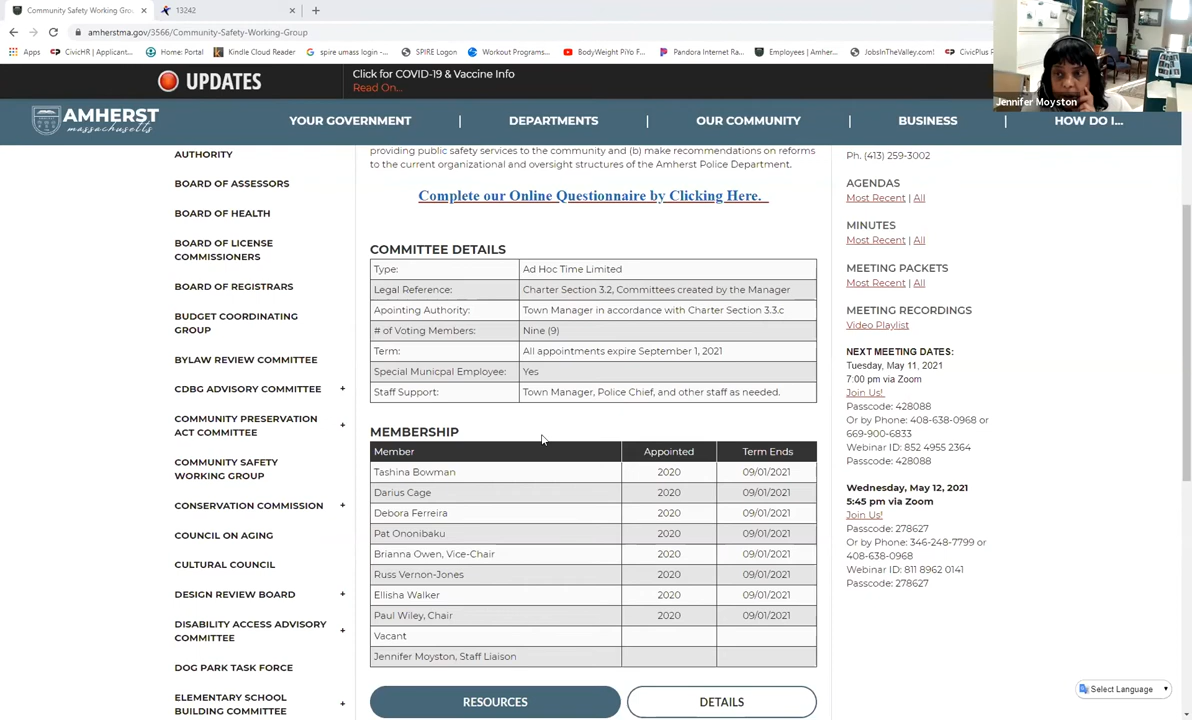 Community Safety Working Gro
13242
amherstma.gov/3566/Community-Safety-Working-Group
Apps
CivicHR | Applicant...
Home: Portal
Kindle Cloud Reader
spire umass login -...
SPIRE Logon
Workout Programs...
BodyWeight PiYo F...
Pandora Internet Ra...
Employees | Amher...
JobsInTheValley.com!
CivicPlus P
Jennifer Moyston
UPDATES
Click for COVID-19 & Vaccine Info
Read On...
AMHERST
massachusetts
YOUR GOVERNMENT
DEPARTMENTS
OUR COMMUNITY
BUSINESS
HOW DO I...
AUTHORITY
BOARD OF ASSESSORS
BOARD OF HEALTH
BOARD OF LICENSE
COMMISSIONERS
BOARD OF REGISTRARS
BUDGET COORDINATING
GROUP
BYLAW REVIEW COMMITTEE
CDBG ADVISORY COMMITTEE +
COMMUNITY PRESERVATION
ACT COMMITTEE +
COMMUNITY SAFETY
WORKING GROUP
CONSERVATION COMMISSION +
COUNCIL ON AGING
CULTURAL COUNCIL
DESIGN REVIEW BOARD +
DISABILITY ACCESS ADVISORY
COMMITTEE +
DOG PARK TASK FORCE
ELEMENTARY SCHOOL
BUILDING COMMITTEE +
providing public safety services to the community and (b) make recommendations on reforms
to the current organizational and oversight structures of the Amherst Police Department.
Complete our Online Questionnaire by Clicking Here.
COMMITTEE DETAILS
Type: Ad Hoc Time Limited
Legal Reference: Charter Section 3.2, Committees created by the Manager
Apointing Authority: Town Manager in accordance with Charter Section 3.3.c
# of Voting Members: Nine (9)
Term: All appointments expire September 1, 2021
Special Municpal Employee: Yes
Staff Support: Town Manager, Police Chief, and other staff as needed.
MEMBERSHIP
Member Appointed Term Ends
Tashina Bowman 2020 09/01/2021
Darius Cage 2020 09/01/2021
Debora Ferreira 2020 09/01/2021
Pat Ononibaku 2020 09/01/2021
Brianna Owen, Vice-Chair 2020 09/01/2021
Russ Vernon-Jones 2020 09/01/2021
Ellisha Walker 2020 09/01/2021
Paul Wiley, Chair 2020 09/01/2021
Vacant
Jennifer Moyston, Staff Liaison
RESOURCES
DETAILS
Ph. (413) 259-3002
AGENDAS
Most Recent | All
MINUTES
Most Recent | All
MEETING PACKETS
Most Recent | All
MEETING RECORDINGS
Video Playlist
NEXT MEETING DATES:
Tuesday, May 11, 2021
7:00 pm via Zoom
Join Us!
Passcode: 428088
Or by Phone: 408-638-0968 or
669-900-6833
Webinar ID: 852 4955 2364
Passcode: 428088
Wednesday, May 12, 2021
5:45 pm via Zoom
Join Us!
Passcode: 278627
Or by Phone: 346-248-7799 or
408-638-0968
Webinar ID: 811 8962 0141
Passcode: 278627
Select Language